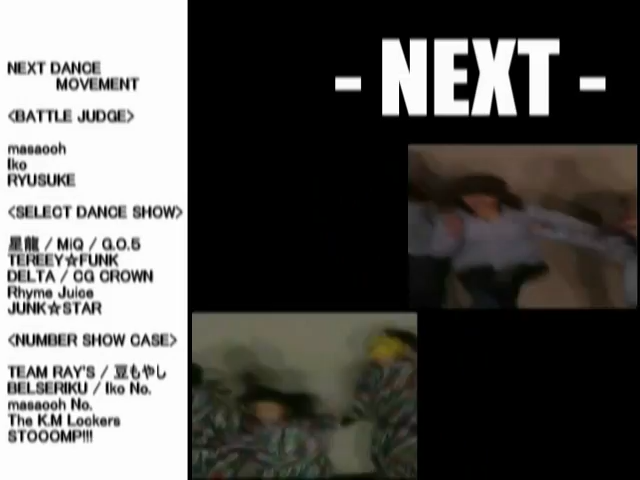 NEXT DANCE
MOVEMENT
<BATTLE JUDGE>
masaooh
Iko
RYUSUKE
<SELECT DANCE SHOW>
星龍 / MiQ / G.O.5
TEREEY☆FUNK
DELTA / CG CROWN
Rhyme Juice
JUNK☆STAR
<NUMBER SHOW CASE>
TEAM RAY'S / 豆もやし
BELSERIKU / Iko No.
masaooh No.
The K.M Lockers
STOOOMP!!!
- NEXT -